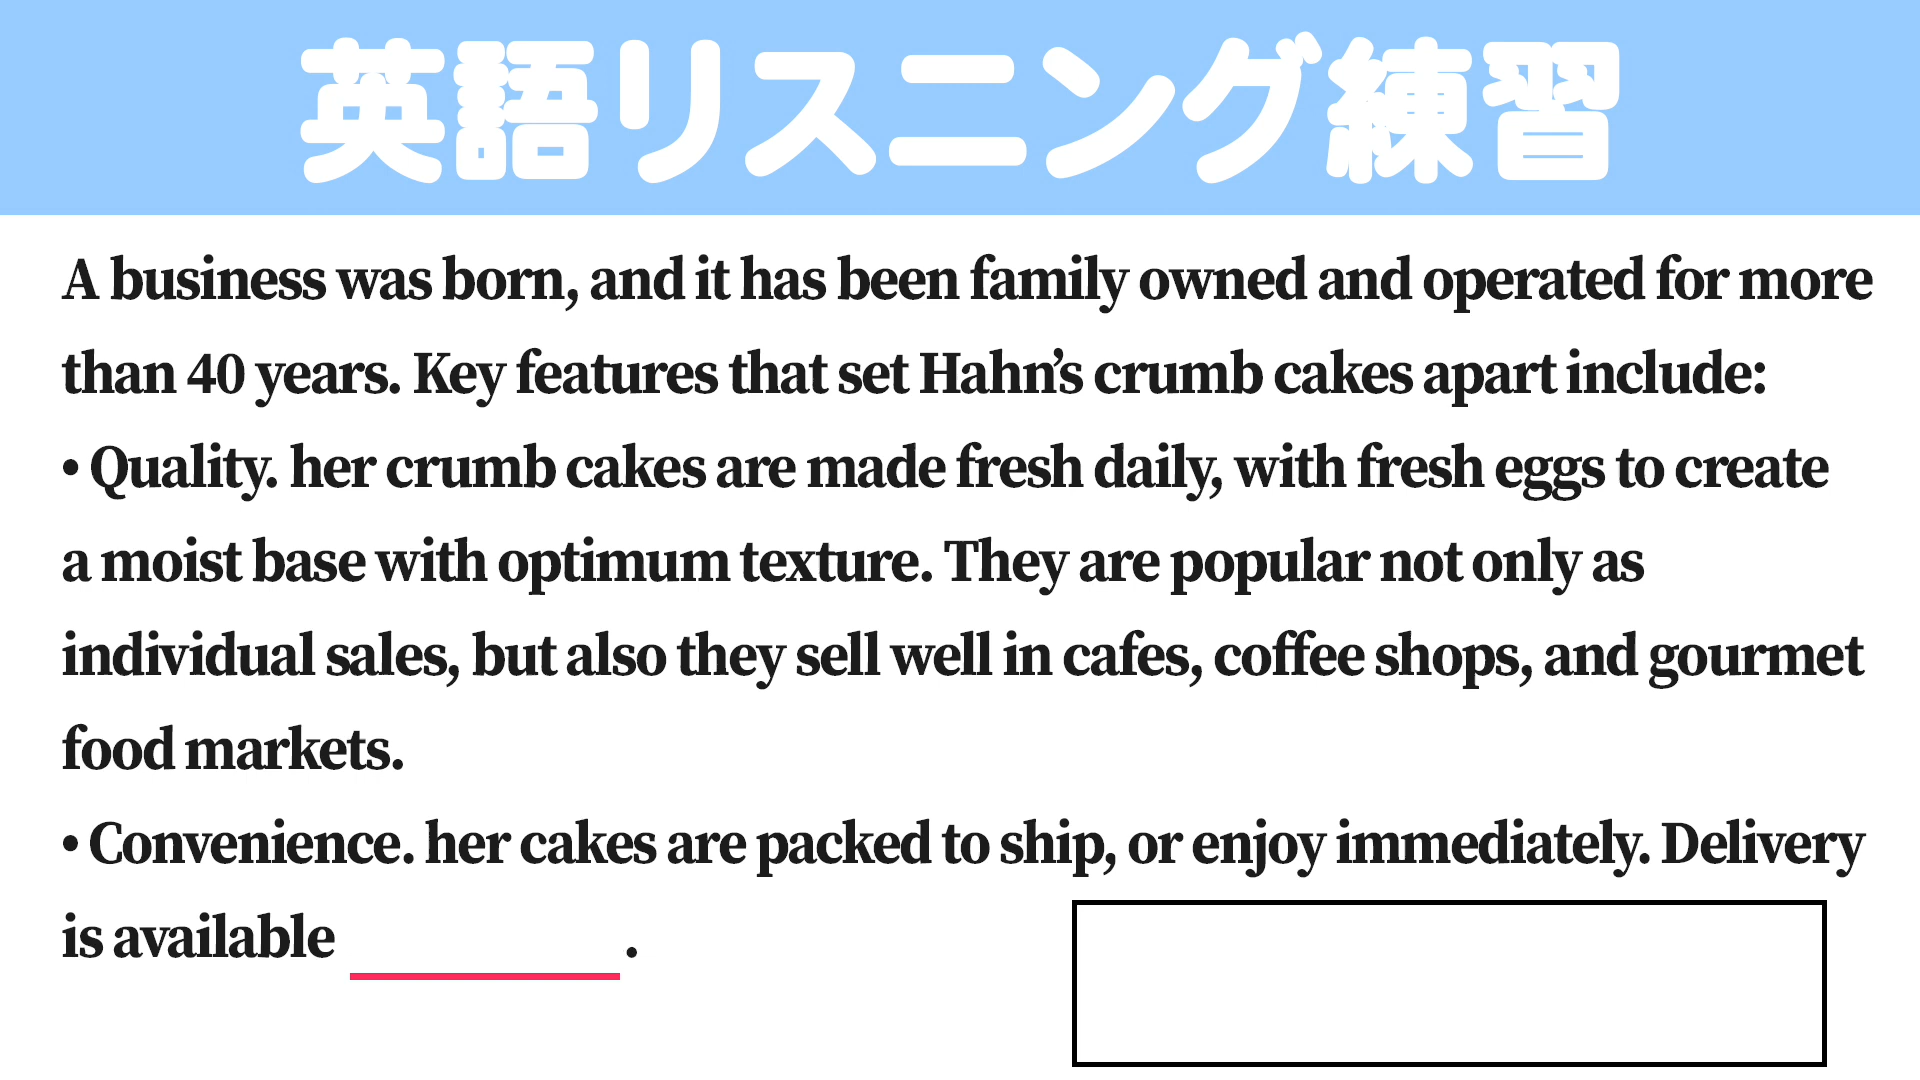 英語リスニング練習
A business was born, and it has been family owned and operated for more
than 40 years. Key features that set Hahn’s crumb cakes apart include:
• Quality. her crumb cakes are made fresh daily, with fresh eggs to create
a moist base with optimum texture. They are popular not only as
individual sales, but also they sell well in cafes, coffee shops, and gourmet
food markets.
• Convenience. her cakes are packed to ship, or enjoy immediately. Delivery
is available .